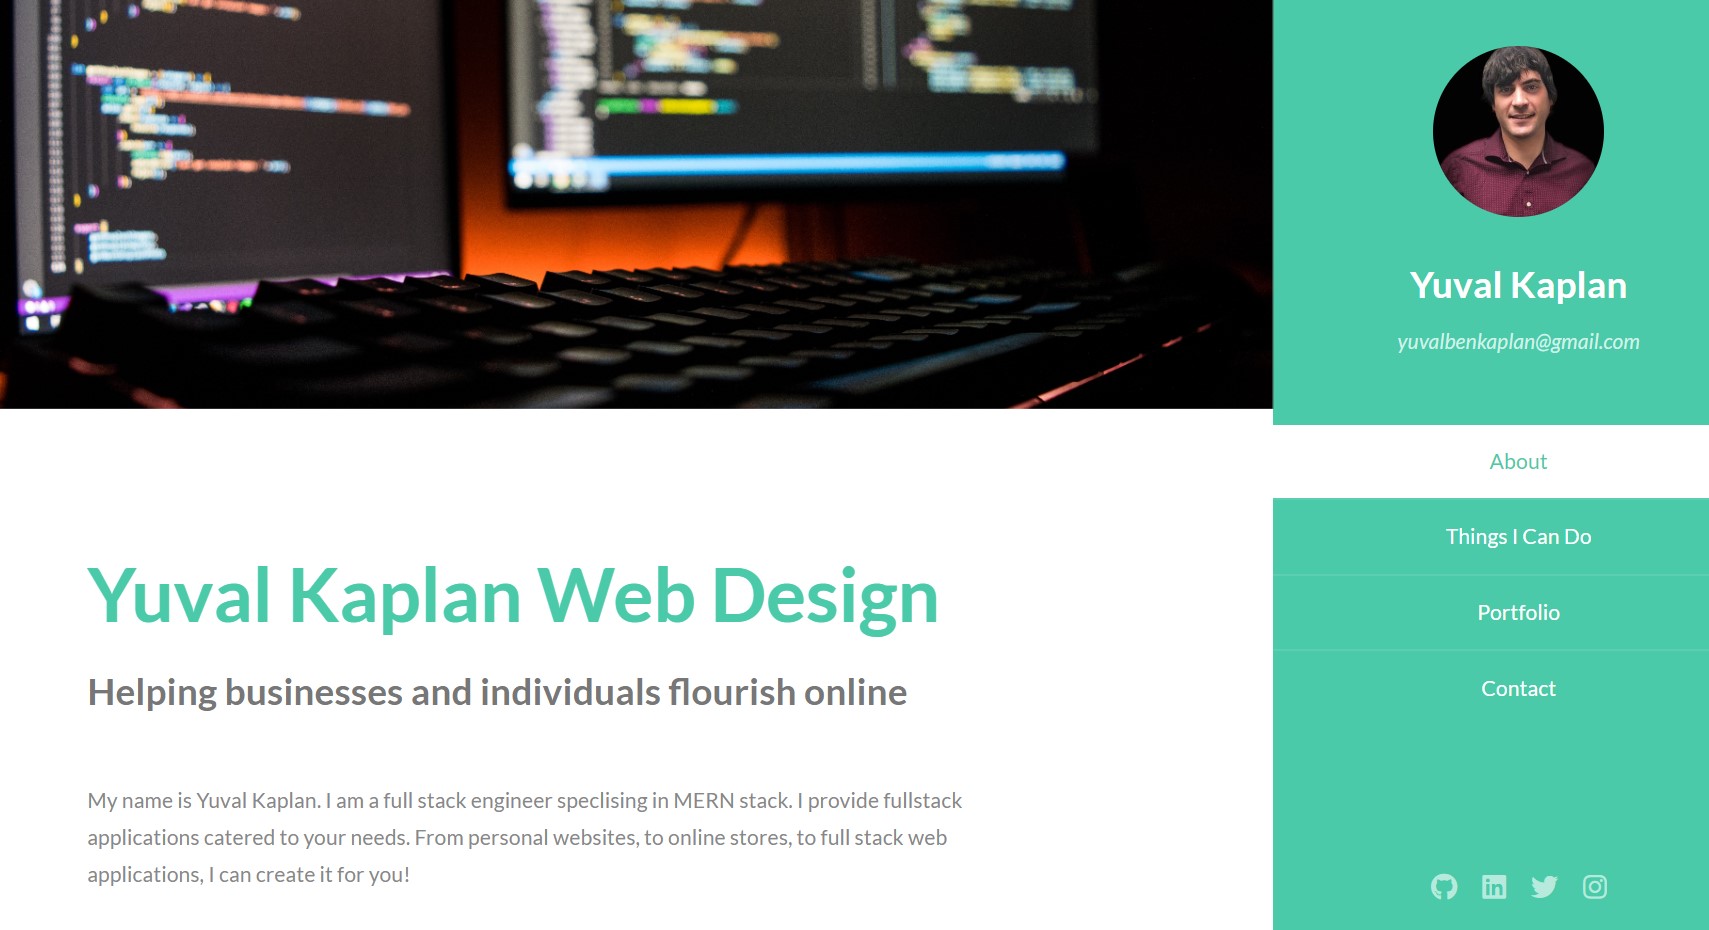 Yuval Kaplan
yuvalbenkaplan@gmail.com
About
Things I Can Do
Portfolio
Contact
Yuval Kaplan Web Design
Helping businesses and individuals flourish online
My name is Yuval Kaplan. I am a full stack engineer speclising in MERN stack. I provide fullstack
applications catered to your needs. From personal websites, to online stores, to full stack web
applications, I can create it for you!